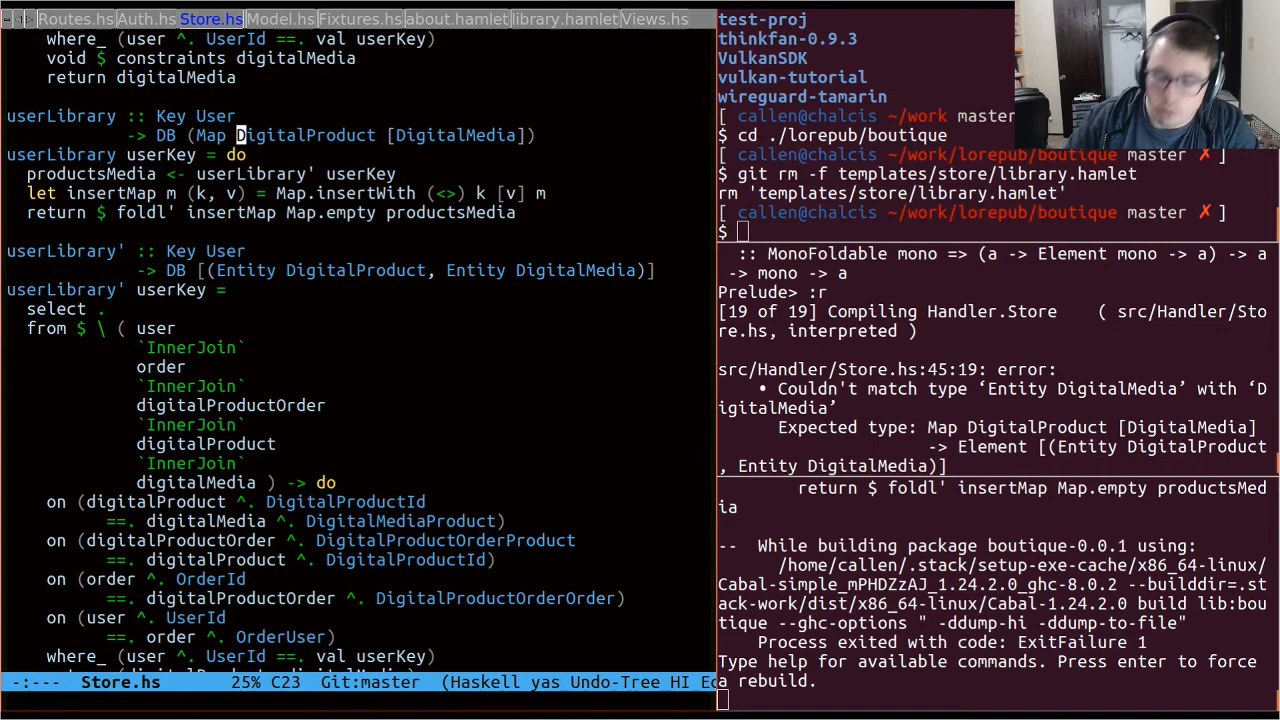 Routes.hs Auth.hs Store.hs Model.hs Fixtures.hs about.hamlet library.hamlet Views.hs
where_ (user ^. UserId ==. val userKey)
void $ constraints digitalMedia
return digitalMedia
userLibrary :: Key User
-> DB (Map DigitalProduct [DigitalMedia])
userLibrary userKey = do
productsMedia <- userLibrary' userKey
let insertMap m (k, v) = Map.insertWith (<>) k [v] m
return $ foldl' insertMap Map.empty productsMedia
userLibrary' :: Key User
-> DB [(Entity DigitalProduct, Entity DigitalMedia)]
userLibrary' userKey =
select .
from $ \ ( user
`InnerJoin`
order
`InnerJoin`
digitalProductOrder
`InnerJoin`
digitalProduct
`InnerJoin`
digitalMedia ) -> do
on (digitalProduct ^. DigitalProductId
==. digitalMedia ^. DigitalMediaProduct)
on (digitalProductOrder ^. DigitalProductOrderProduct
==. digitalProduct ^. DigitalProductId)
on (order ^. OrderId
==. digitalProductOrder ^. DigitalProductOrderOrder)
on (user ^. UserId
==. order ^. OrderUser)
where_ (user ^. UserId ==. val userKey)
-:--- Store.hs 25% C23 Git:master (Haskell yas Undo-Tree HI
test-proj
thinkfan-0.9.3
VulkanSDK
vulkan-tutorial
wireguard-tamarin
[ callen@chalcis ~/work master
$ cd ./lorepub/boutique
[ callen@chalcis ~/work/lorepub/boutique master ✗ ]
$ git rm -f templates/store/library.hamlet
rm 'templates/store/library.hamlet'
[ callen@chalcis ~/work/lorepub/boutique master ✗ ]
$
:: MonoFoldable mono => (a -> Element mono -> a) -> a
-> mono -> a
Prelude> :r
[19 of 19] Compiling Handler.Store ( src/Handler/Sto
re.hs, interpreted )
src/Handler/Store.hs:45:19: error:
• Couldn't match type ‘Entity DigitalMedia’ with ‘D
igitalMedia’
Expected type: Map DigitalProduct [DigitalMedia]
-> Element [(Entity DigitalProduct
, Entity DigitalMedia)]
return $ foldl' insertMap Map.empty productsMed
ia
-- While building package boutique-0.0.1 using:
/home/callen/.stack/setup-exe-cache/x86_64-linux/
Cabal-simple_mPHDZzAJ_1.24.2.0_ghc-8.0.2 --builddir=.st
ack-work/dist/x86_64-linux/Cabal-1.24.2.0 build lib:bou
tique --ghc-options " -ddump-hi -ddump-to-file"
Process exited with code: ExitFailure 1
Type help for available commands. Press enter to force
a rebuild.